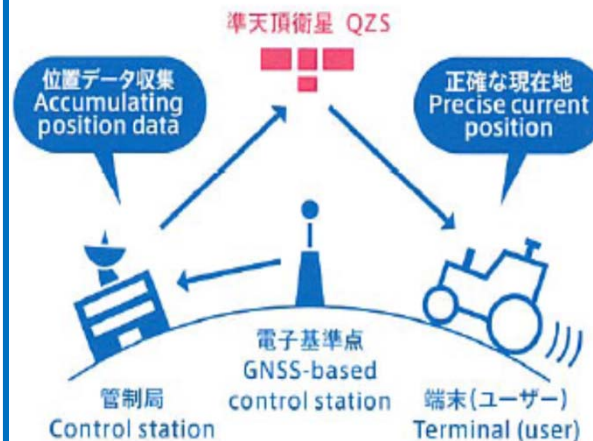 準天頂衛星 QZS
位置データ収集
Accumulating
position data
正確な現在地
Precise current
position
電子基準点
GNSS-based
control station
管制局
Control station
端末(ユーザー)
Terminal (user)